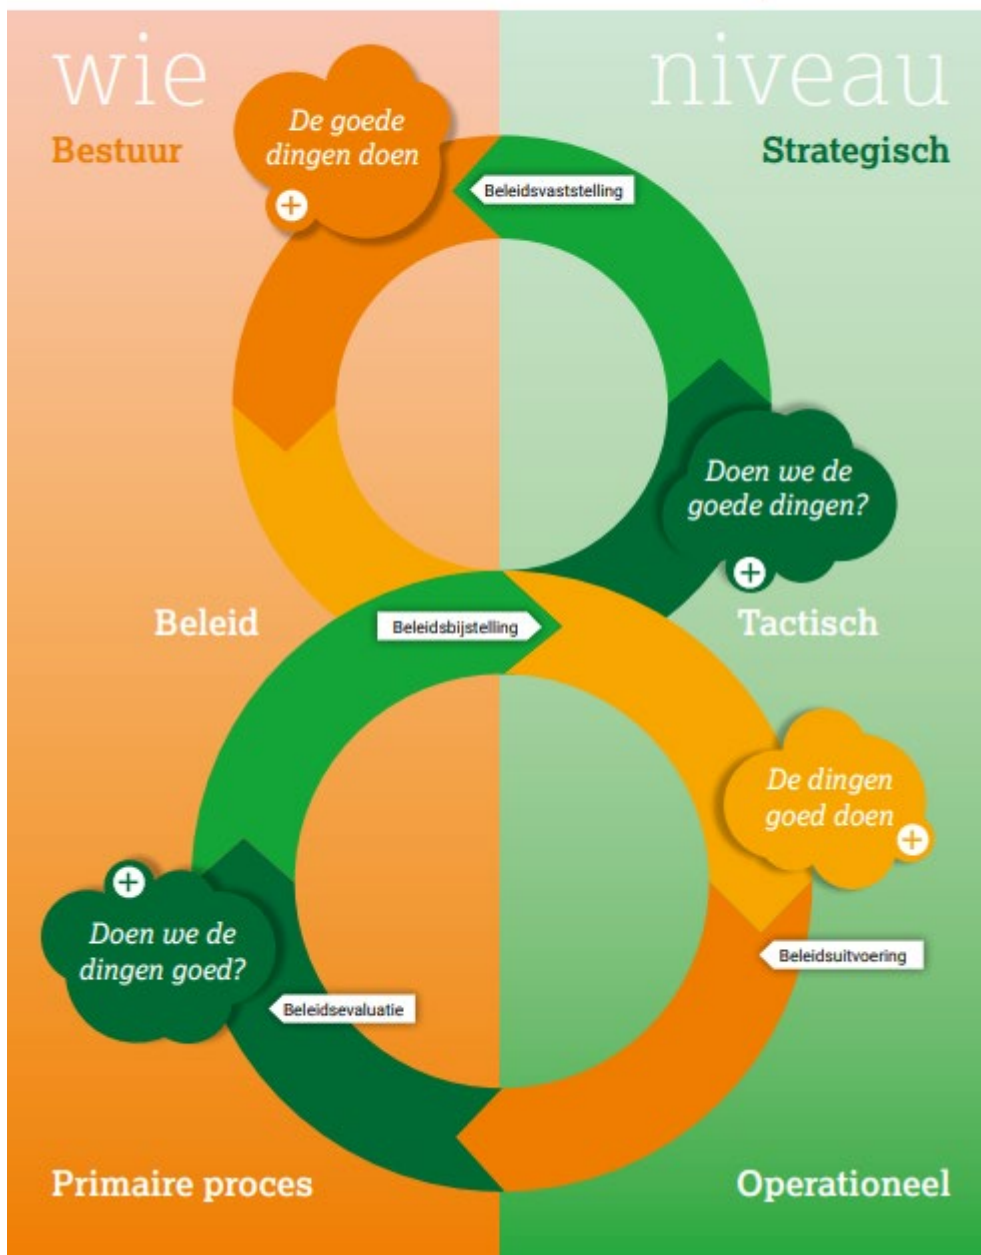 wie
niveau
Bestuur
De goede
dingen doen
Strategisch
Beleidsvaststelling
Doen we de
goede dingen?
Beleid
Beleidsbijstelling
Tactisch
De dingen
goed doen
Doen we de
dingen goed?
Beleidsuitvoering
Beleidsevaluatie
Primaire proces
Operationeel